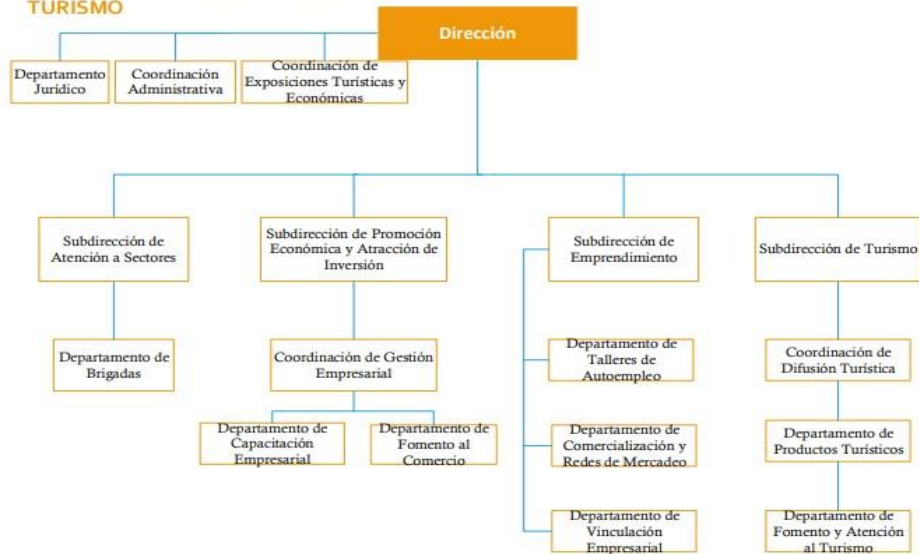 TURISMO
Dirección
Departamento
Jurídico
Coordinación
Administrativa
Coordinación de
Exposiciones Turísticas y
Económicas
Subdirección de
Atención a Sectores
Subdirección de Promoción
Económica y Atracción de
Inversión
Subdirección de
Emprendimiento
Subdirección de Turismo
Departamento de
Brigadas
Coordinación de Gestión
Empresarial
Departamento de
Talleres de
Autoempleo
Coordinación de
Difusión Turística
Departamento de
Capacitación
Empresarial
Departamento de
Fomento al
Comercio
Departamento de
Comercialización y
Redes de Mercadeo
Departamento de
Productos Turísticos
Departamento de
Vinculación
Empresarial
Departamento de
Fomento y Atención
al Turismo